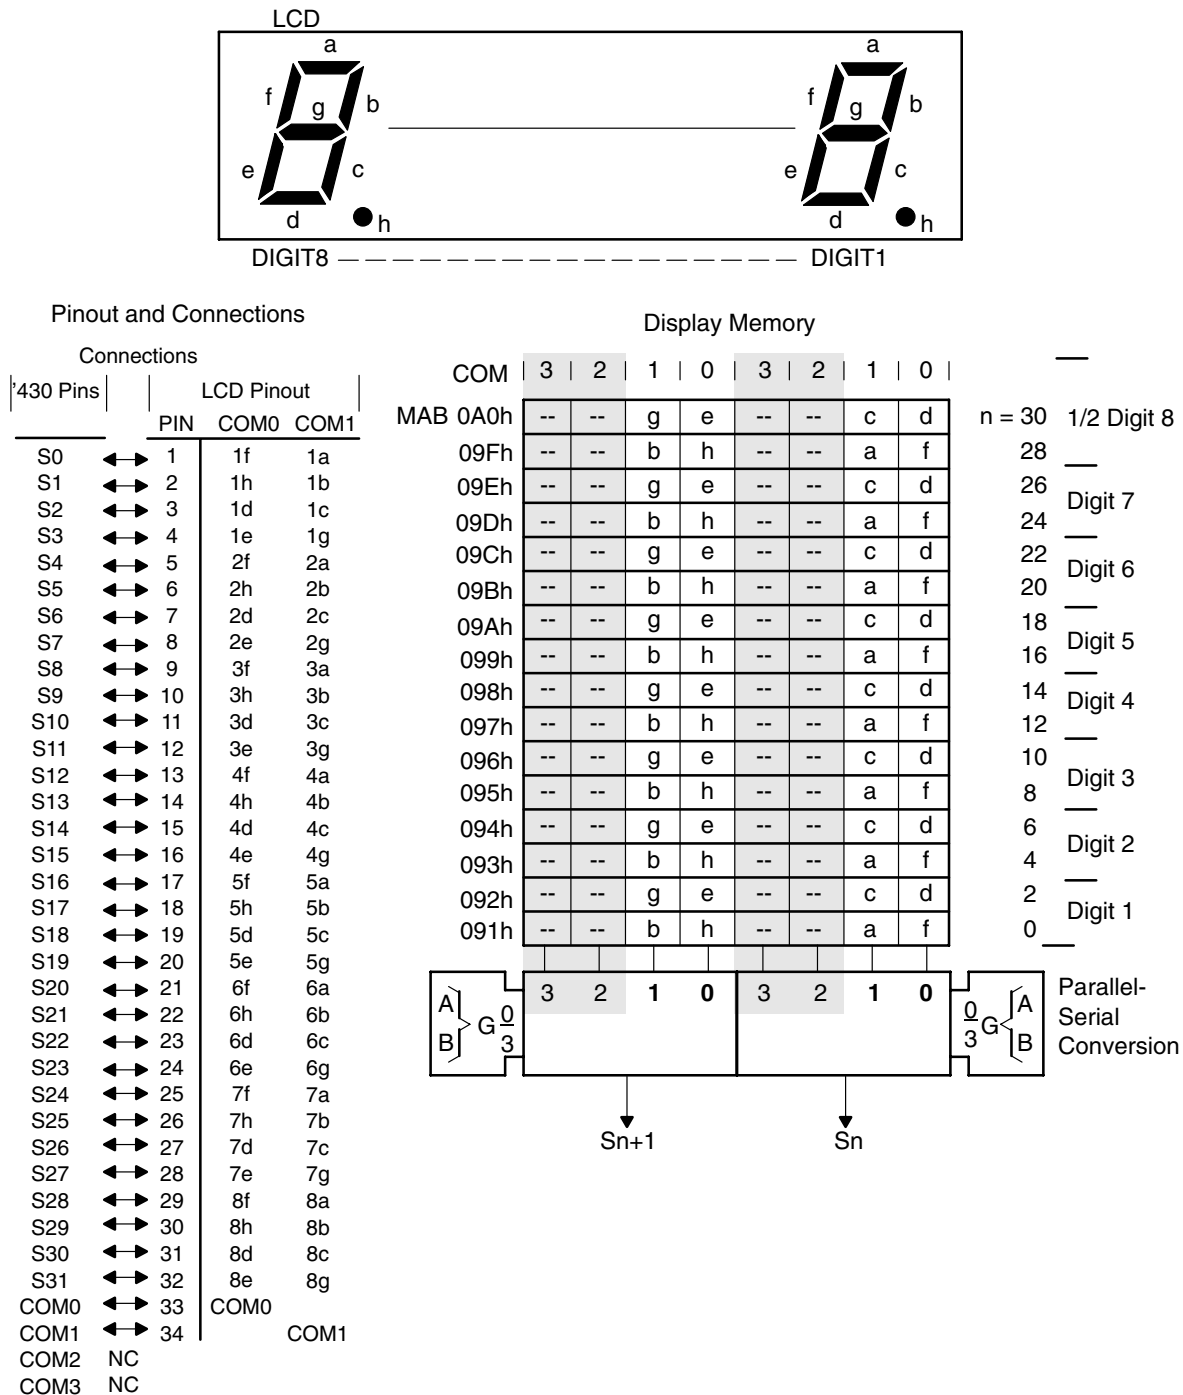 LCD
a a
f g b f g b
e c e c
d h d h
DIGIT8 DIGIT1
Pinout and Connections
Connections
'430 Pins LCD Pinout
PIN COM0 COM1
S0 1 1f 1a
S1 2 1h 1b
S2 3 1d 1c
S3 4 1e 1g
S4 5 2f 2a
S5 6 2h 2b
S6 7 2d 2c
S7 8 2e 2g
S8 9 3f 3a
S9 10 3h 3b
S10 11 3d 3c
S11 12 3e 3g
S12 13 4f 4a
S13 14 4h 4b
S14 15 4d 4c
S15 16 4e 4g
S16 17 5f 5a
S17 18 5h 5b
S18 19 5d 5c
S19 20 5e 5g
S20 21 6f 6a
S21 22 6h 6b
S22 23 6d 6c
S23 24 6e 6g
S24 25 7f 7a
S25 26 7h 7b
S26 27 7d 7c
S27 28 7e 7g
S28 29 8f 8a
S29 30 8h 8b
S30 31 8d 8c
S31 32 8e 8g
COM0 33 COM0
COM1 34 COM1
COM2 NC
COM3 NC
Display Memory
COM 3 2 1 0 3 2 1 0
MAB 0A0h -- -- g e -- -- c d n = 30 1/2 Digit 8
09Fh -- -- b h -- -- a f 28
09Eh -- -- g e -- -- c d 26
Digit 7
09Dh -- -- b h -- -- a f 24
09Ch -- -- g e -- -- c d 22
Digit 6
09Bh -- -- b h -- -- a f 20
09Ah -- -- g e -- -- c d 18
Digit 5
099h -- -- b h -- -- a f 16
098h -- -- g e -- -- c d 14
Digit 4
097h -- -- b h -- -- a f 12
096h -- -- g e -- -- c d 10
Digit 3
095h -- -- b h -- -- a f 8
094h -- -- g e -- -- c d 6
Digit 2
093h -- -- b h -- -- a f 4
092h -- -- g e -- -- c d 2
Digit 1
091h -- -- b h -- -- a f 0
A B G 0/3 3 2 1 0 3 2 1 0 0/3 G A B
Parallel-
Serial
Conversion
Sn+1 Sn